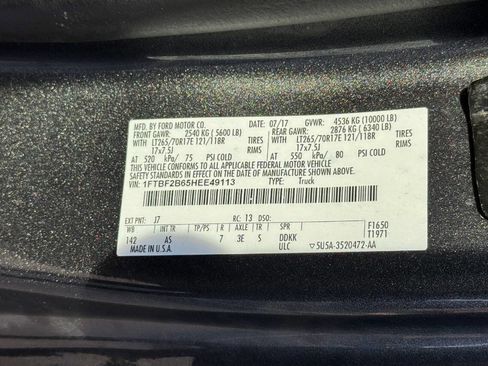 MFD. BY FORD MOTOR CO. DATE: 07/17 GVWR: 4536 KG (10000 LB)
FRONT GAWR: 2540 KG ( 5600 LB) REAR GAWR: 2876 KG ( 6340 LB)
WITH LT265/70R17E 121/118R TIRES WITH LT265/70R17E 121/118R TIRES
17x7.5J RIMS 17x7.5J RIMS
AT 520 kPa/ 75 PSI COLD AT 550 kPa/ 80 PSI COLD
THIS VEHICLE CONFORMS TO ALL APPLICABLE FEDERAL MOTOR VEHICLE
SAFETY STANDARDS IN EFFECT ON THE DATE OF MANUFACTURE SHOWN ABOVE.
VIN: 1FTBF2B65HEE49113 TYPE: Truck
EXT PNT: J7 RC: 13 DSO: F1650
WB INT TR TP/PS R AXLE TR SPR T1971
142 AS 7 3E S DDKK
MADE IN U.S.A. ULC 5U5A-3520472-AA